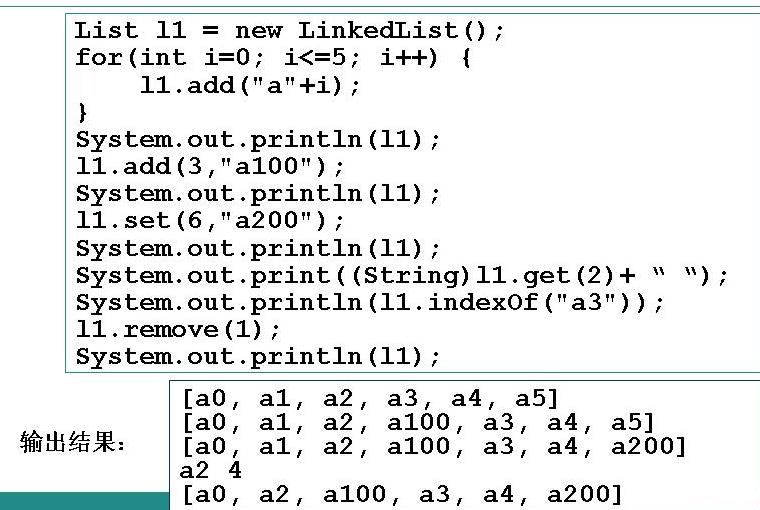 List l1 = new LinkedList();
for(int i=0; i<=5; i++) {
    l1.add("a"+i);
}
System.out.println(l1);
l1.add(3,"a100");
System.out.println(l1);
l1.set(6,"a200");
System.out.println(l1);
System.out.print((String)l1.get(2)+ “ “);
System.out.println(l1.indexOf("a3"));
l1.remove(1);
System.out.println(l1);
输出结果：
[a0, a1, a2, a3, a4, a5]
[a0, a1, a2, a100, a3, a4, a5]
[a0, a1, a2, a100, a3, a4, a200]
a2 4
[a0, a2, a100, a3, a4, a200]